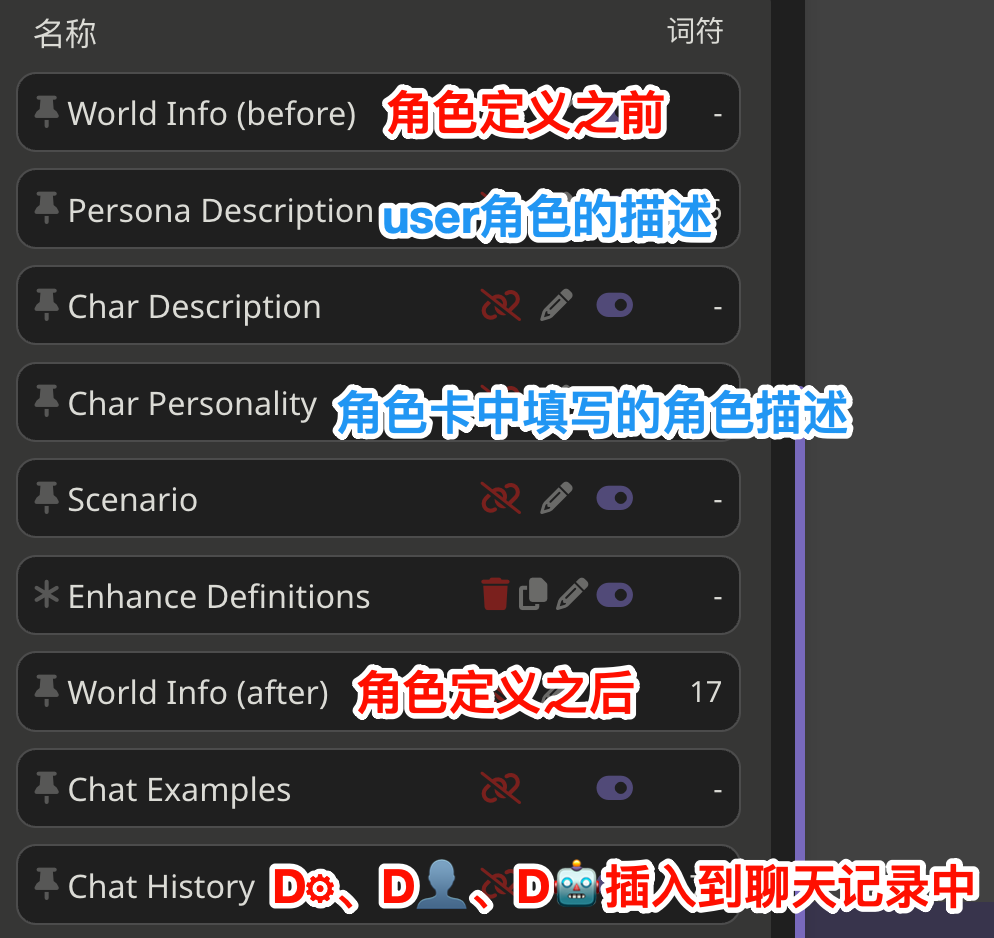 名称 词符
World Info (before) 角色定义之前 -
Persona Description user角色的描述
Char Description -
Char Personality 角色卡中填写的角色描述
Scenario -
Enhance Definitions -
World Info (after) 角色定义之后 17
Chat Examples -
Chat History D⚙、D👤、D🤖插入到聊天记录中